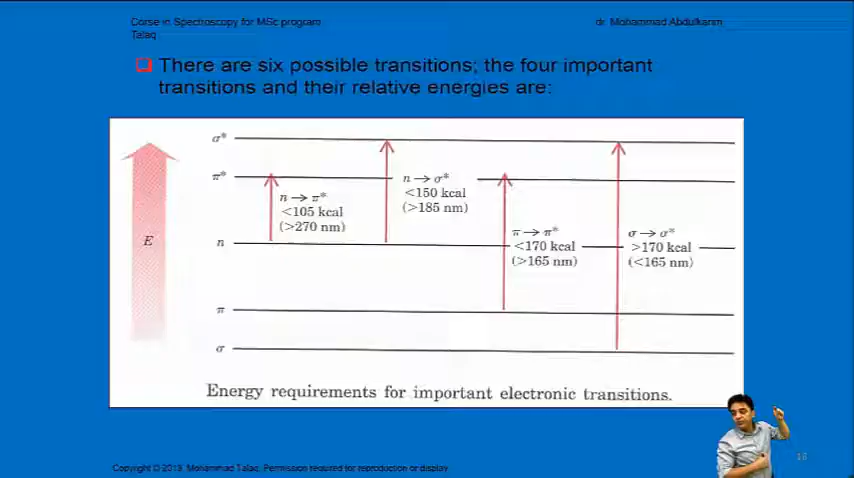 Corse in Spectroscopy for MSc program
dr. Mohammad Abdulkarim
Talaq
There are six possible transitions; the four important
transitions and their relative energies are:
σ*
π*
n → π*
<105 kcal
(>270 nm)
n → σ*
<150 kcal
(>185 nm)
π → π*
<170 kcal
(>165 nm)
σ → σ*
>170 kcal
(<165 nm)
E
n
π
σ
Energy requirements for important electronic transitions.
16
Copyright © 2013, Mohammad Talaq, Permission required for reproduction or display